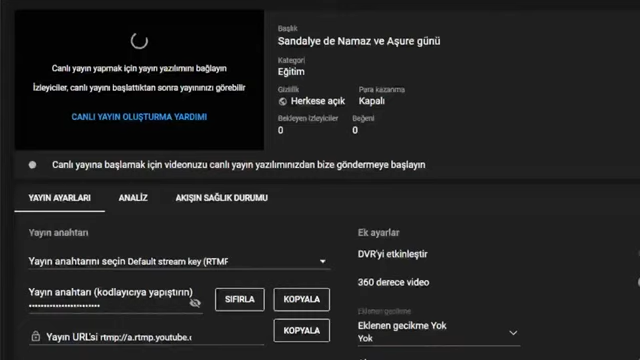 Canlı yayın yapmak için yayın yazılımını bağlayın
İzleyiciler, canlı yayını başlattıktan sonra yayınınızı görebilir
CANLI YAYIN OLUŞTURMA YARDIMI
Başlık
Sandalye de Namaz ve Aşure günü
Kategori
Eğitim
Gizlilik
Herkese açık
Para kazanma
Kapalı
Bekleyen İzleyiciler
0
Beğeni
0
Canlı yayına başlamak için videonuzu canlı yayın yazılımınızdan bize göndermeye başlayın
YAYIN AYARLARI ANALİZ AKIŞIN SAĞLIK DURUMU
Yayın anahtarı
Yayın anahtarını seçin Default stream key (RTMP
Yayın anahtarı (kodlayıcıya yapıştırın)
SIFIRLA KOPYALA
Yayın URL'si rtmp://a.rtmp.youtube.c
KOPYALA
Ek ayarlar
DVR'yi etkinleştir
360 derece video
Eklenen gecikme
Eklenen gecikme Yok
Yok